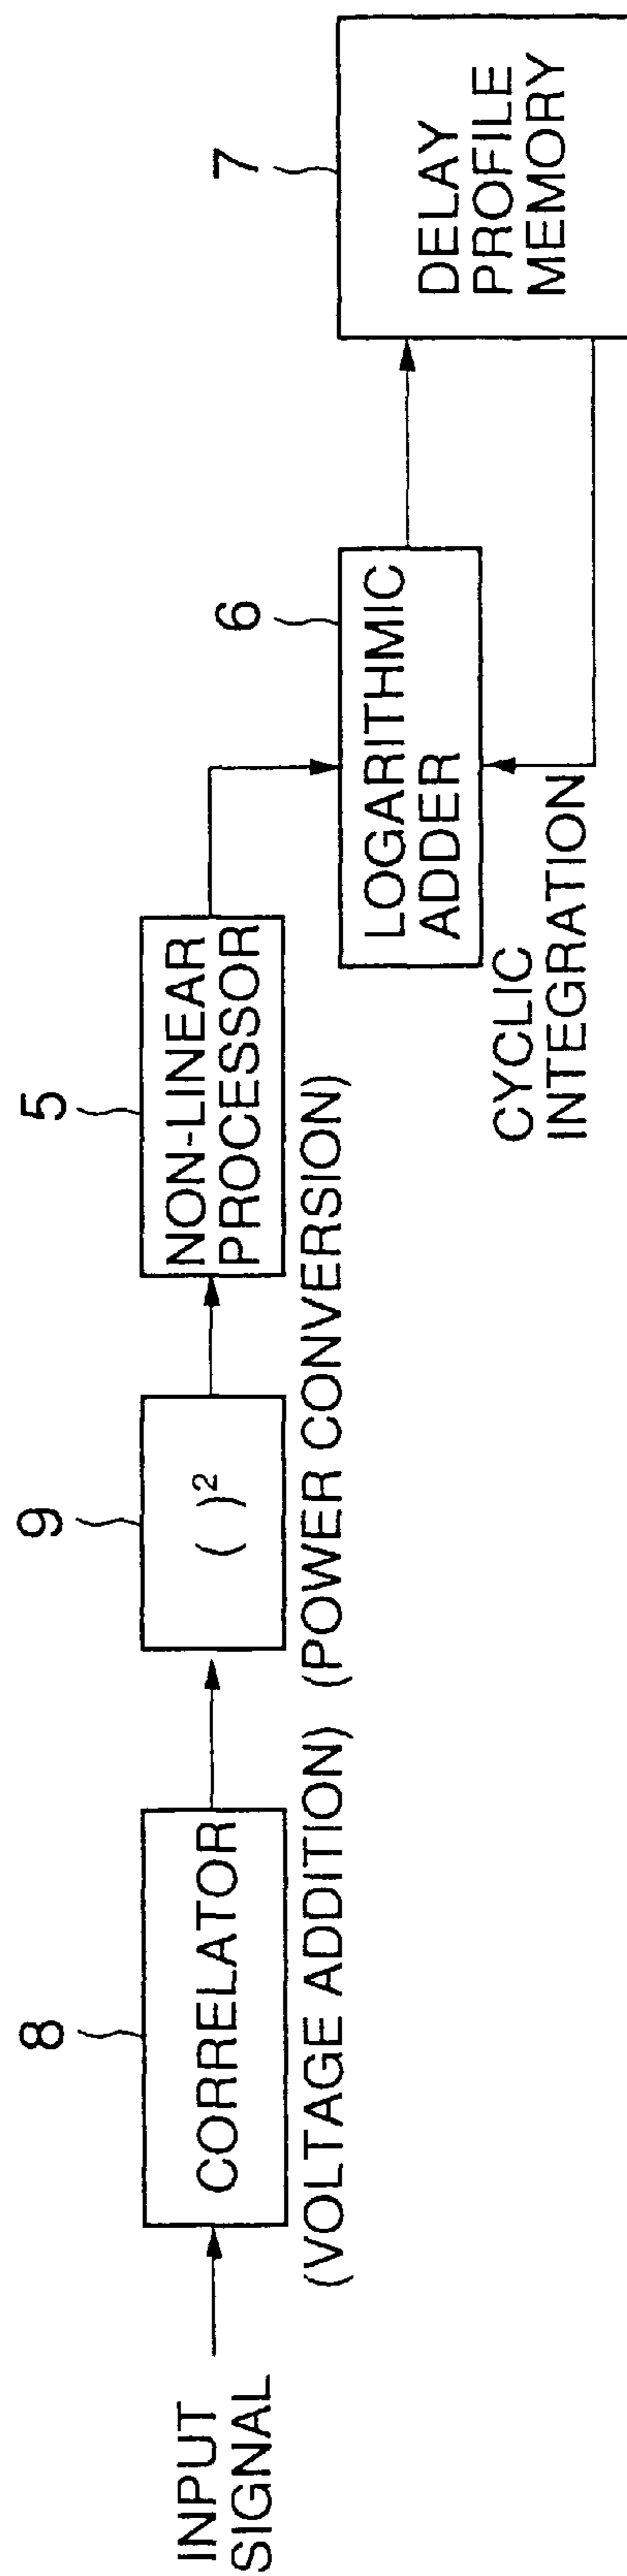 INPUT
SIGNAL
8
CORRELATOR
(VOLTAGE ADDITION)
9
( )²
(POWER CONVERSION)
5
NON-LINEAR
PROCESSOR
6
LOGARITHMIC
ADDER
CYCLIC
INTEGRATION
7
DELAY
PROFILE
MEMORY